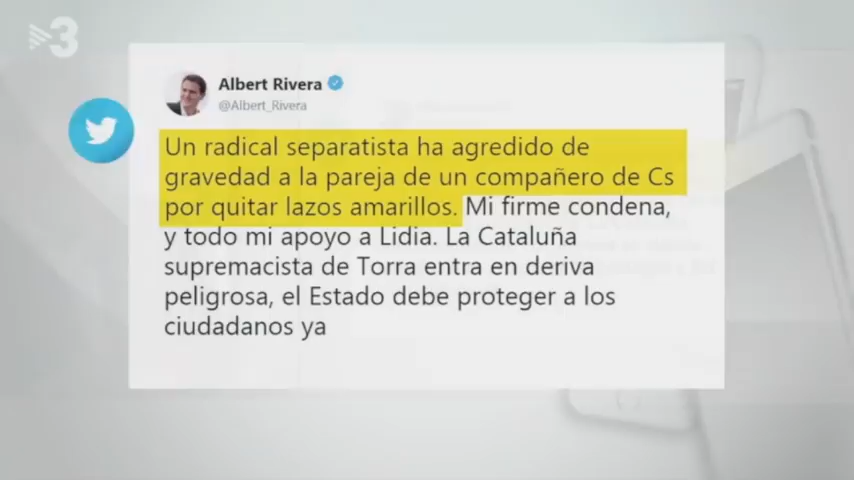 3
Albert Rivera
@Albert_Rivera
Un radical separatista ha agredido de
gravedad a la pareja de un compañero de Cs
por quitar lazos amarillos. Mi firme condena,
y todo mi apoyo a Lidia. La Cataluña
supremacista de Torra entra en deriva
peligrosa, el Estado debe proteger a los
ciudadanos ya